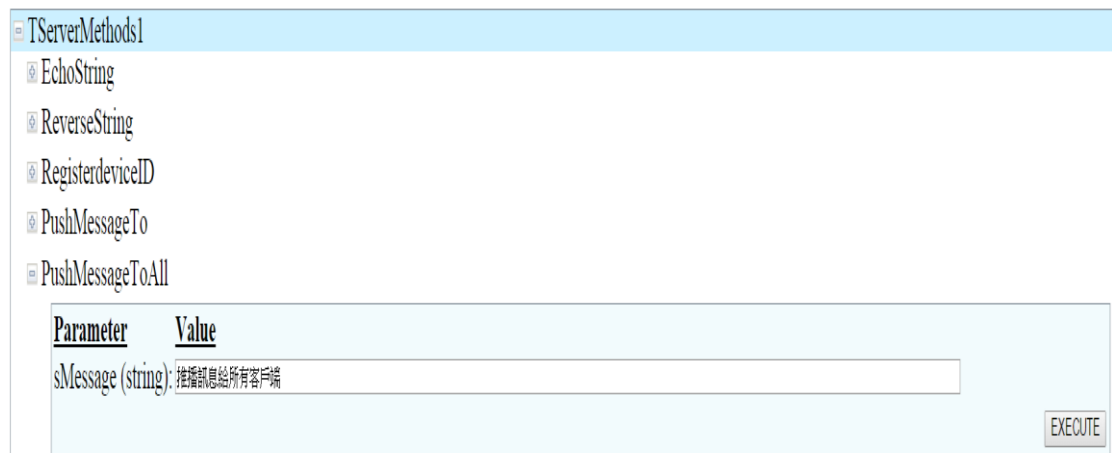 TServerMethods1
EchoString
ReverseString
RegisterdeviceID
PushMessageTo
PushMessageToAll
Parameter Value
sMessage (string): 推播訊息給所有客戶端
EXECUTE